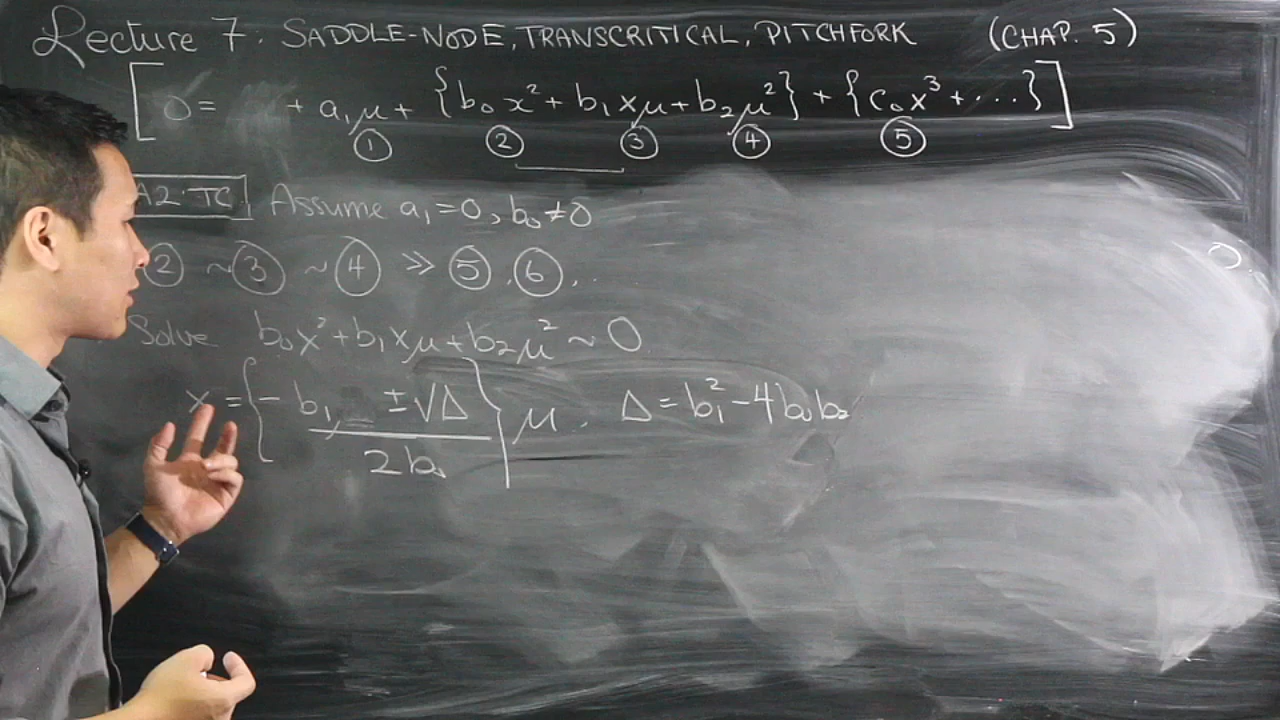 Lecture 7: SADDLE-NODE, TRANSCRITICAL, PITCHFORK (CHAP. 5)
[0 = + a₁μ + {b₀x² + b₁xμ + b₂μ²} + {c₀x³ + ...}]
① ② ③ ④ ⑤
A2: TC Assume a₁=0, b₀≠0
② ~ ③ ~ ④ ≫ ⑤, ⑥, ..
Solve b₀x² + b₁xμ + b₂μ² ~ 0
x = {-b₁ ± √Δ / 2b₀} μ. Δ = b₁² - 4b₀b₂